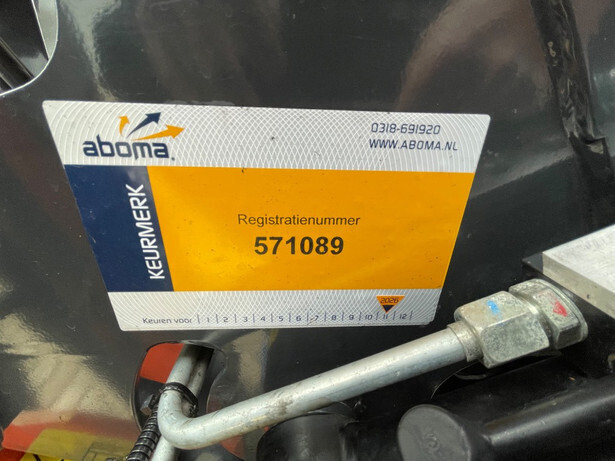 aboma.
0318-691920
WWW.ABOMA.NL
KEURMERK
Registratienummer
571089
2026
Keuren voor | 1 | 2 | 3 | 4 | 5 | 6 | 7 | 8 | 9 | 10 | 11 | 12 |